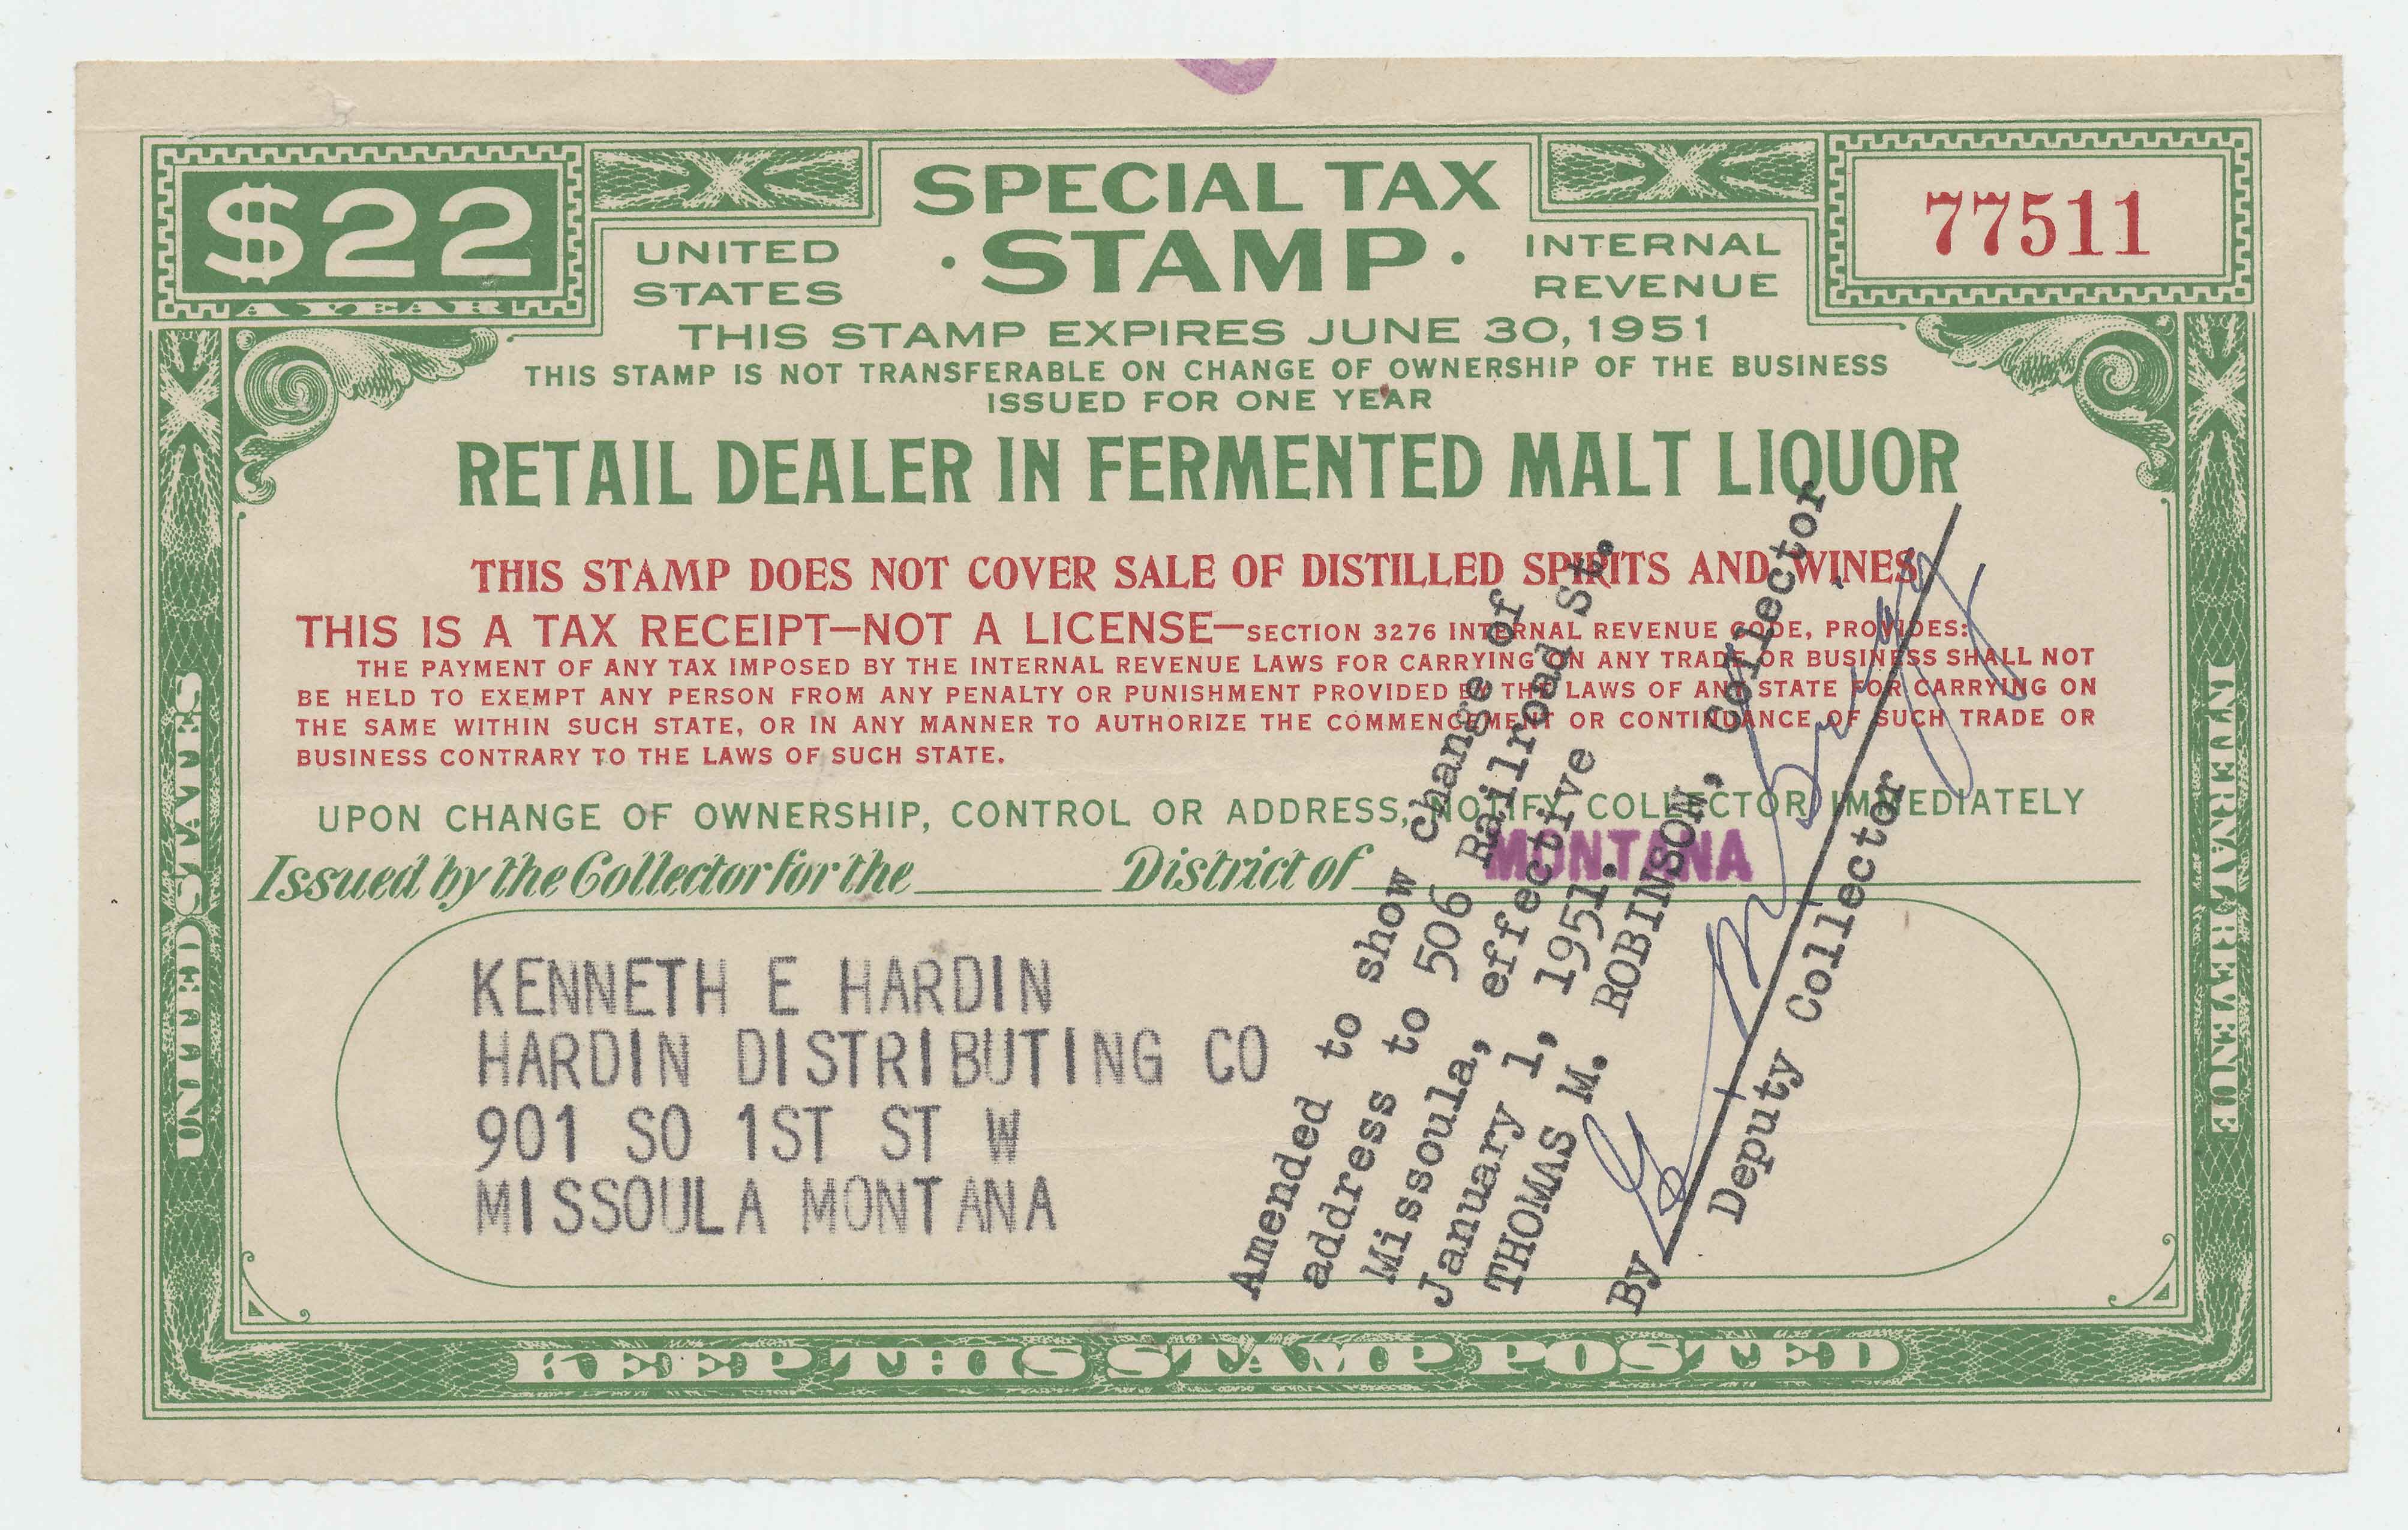 $22
A YEAR
SPECIAL TAX
· STAMP ·
UNITED
STATES
INTERNAL
REVENUE
77511
THIS STAMP EXPIRES JUNE 30, 1951
THIS STAMP IS NOT TRANSFERABLE ON CHANGE OF OWNERSHIP OF THE BUSINESS
ISSUED FOR ONE YEAR
RETAIL DEALER IN FERMENTED MALT LIQUOR
THIS STAMP DOES NOT COVER SALE OF DISTILLED SPIRITS AND WINES
THIS IS A TAX RECEIPT—NOT A LICENSE—SECTION 3276 INTERNAL REVENUE CODE, PROVIDES:
THE PAYMENT OF ANY TAX IMPOSED BY THE INTERNAL REVENUE LAWS FOR CARRYING ON ANY TRADE OR BUSINESS SHALL NOT
BE HELD TO EXEMPT ANY PERSON FROM ANY PENALTY OR PUNISHMENT PROVIDED BY THE LAWS OF ANY STATE FOR CARRYING ON
THE SAME WITHIN SUCH STATE, OR IN ANY MANNER TO AUTHORIZE THE COMMENCEMENT OR CONTINUANCE OF SUCH TRADE OR
BUSINESS CONTRARY TO THE LAWS OF SUCH STATE.
UPON CHANGE OF OWNERSHIP, CONTROL OR ADDRESS, NOTIFY COLLECTOR IMMEDIATELY
Issued by the Collector for the District of MONTANA
KENNETH E HARDIN
HARDIN DISTRIBUTING CO
901 SO 1ST ST W
MISSOULA MONTANA
Amended to show change of
address to 506 Railroad St.
Missoula, effective
January 1, 1951.
THOMAS M. ROBINSON, Collector
By
Deputy Collector
UNITED STATES
INTERNAL REVENUE
KEEP THIS STAMP POSTED